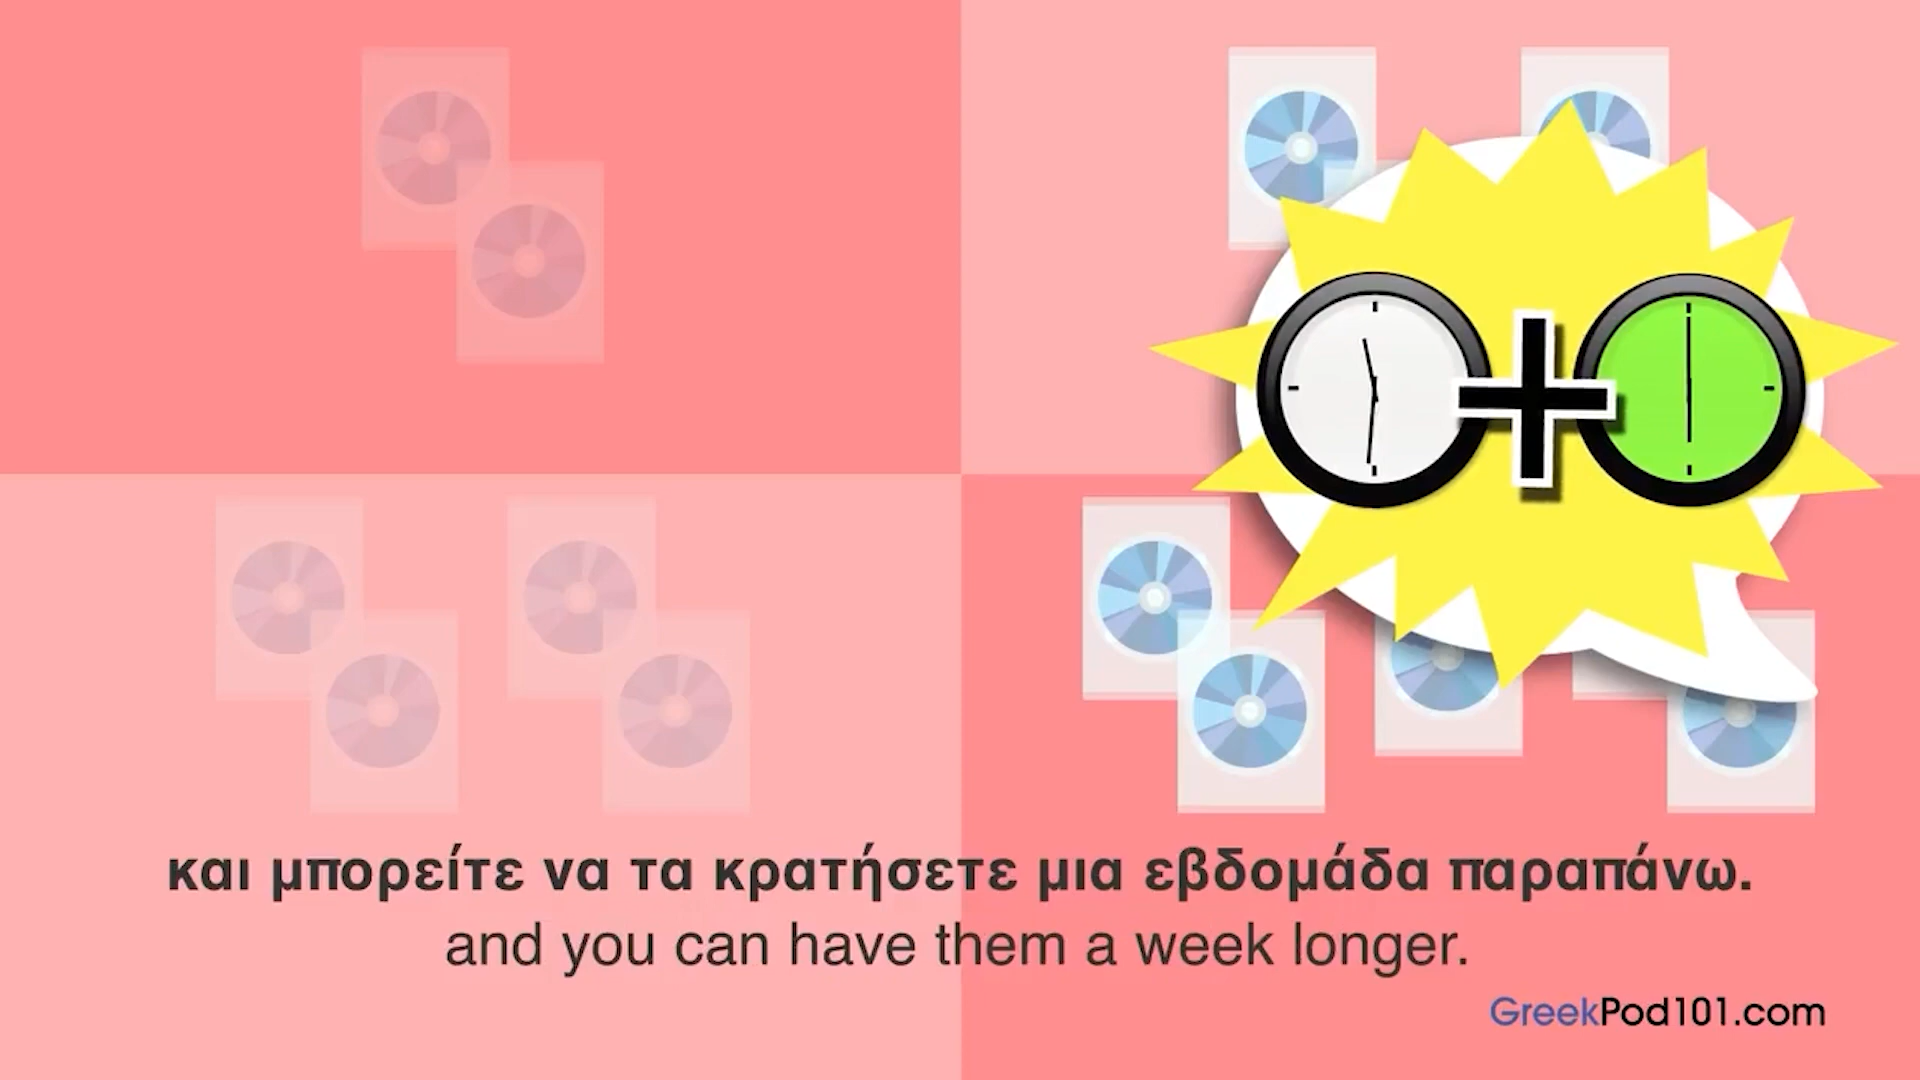 και μπορείτε να τα κρατήσετε μια εβδομάδα παραπάνω.
and you can have them a week longer.
GreekPod101.com